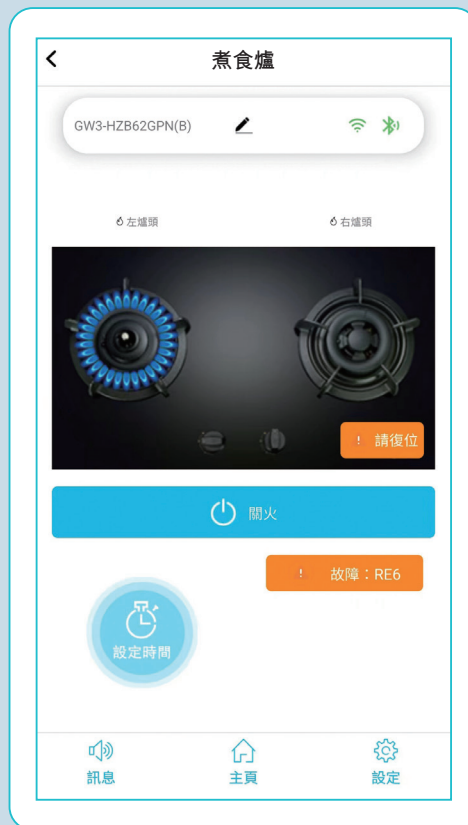 煮食爐
GW3-HZB62GPN(B)
左爐頭
右爐頭
! 請復位
關火
! 故障：RE6
設定時間
訊息
主頁
設定